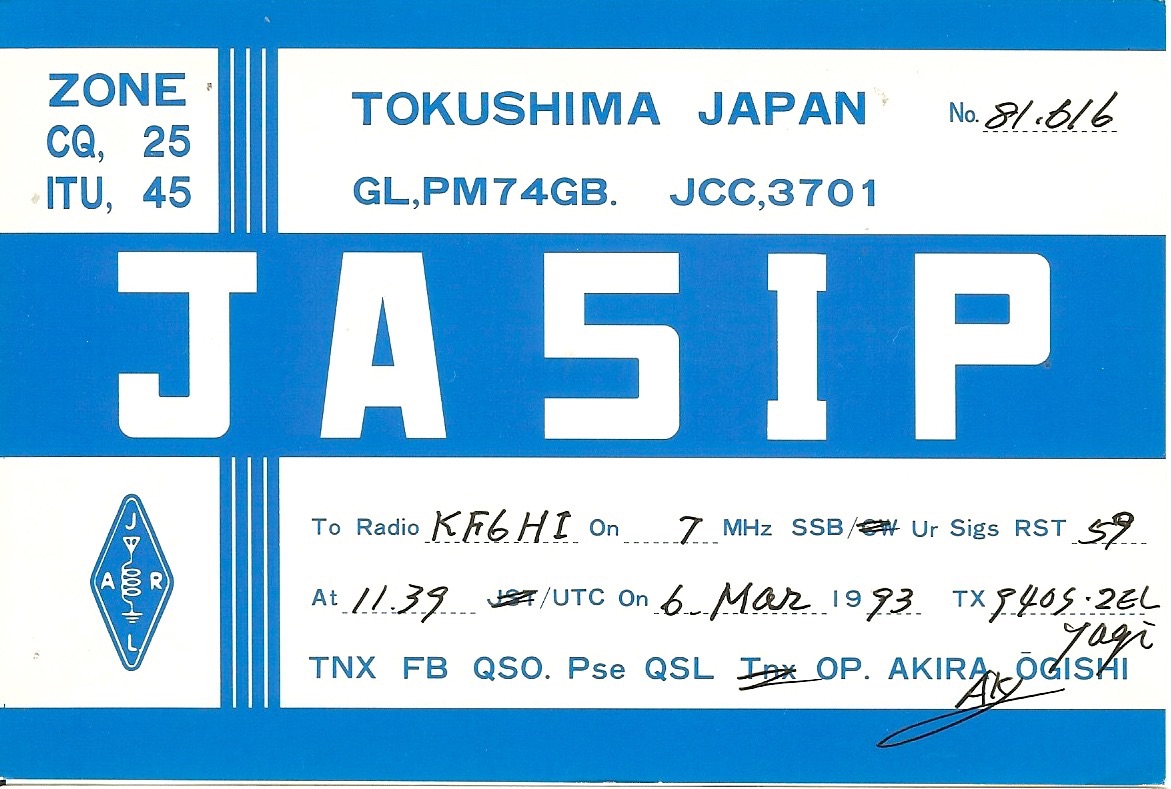 ZONE
CQ, 25
ITU, 45
TOKUSHIMA JAPAN No. 81.616
GL,PM74GB. JCC,3701
JA5IP
J
A R
L
To Radio KF6HI On 7 MHz SSB/CW Ur Sigs RST 59
At 11.39 JST/UTC On 6. Mar 1993 TX 940S.2EL
Yagi
TNX FB QSO. Pse QSL Tnx OP. AKIRA ŌGISHI
Aky